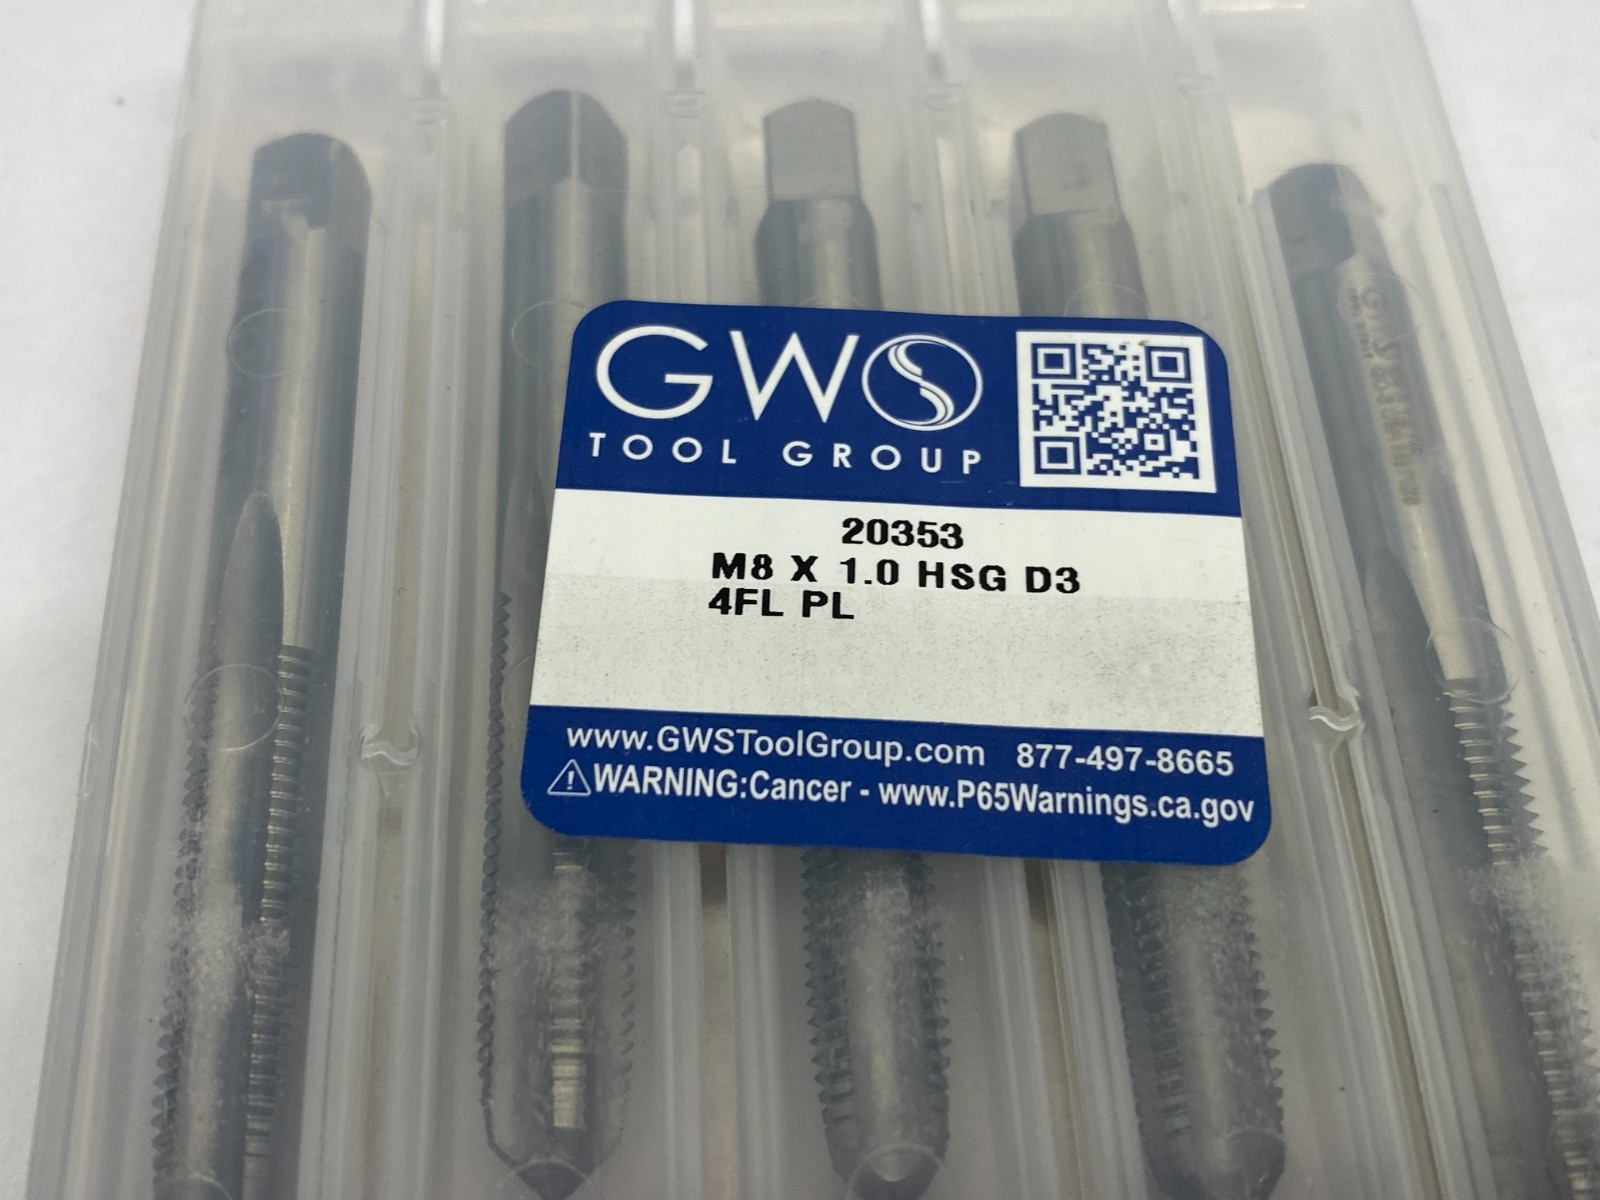 GWS
TOOL GROUP
20353
M8 X 1.0 HSG D3
4FL PL
www.GWSToolGroup.com 877-497-8665
WARNING:Cancer - www.P65Warnings.ca.gov